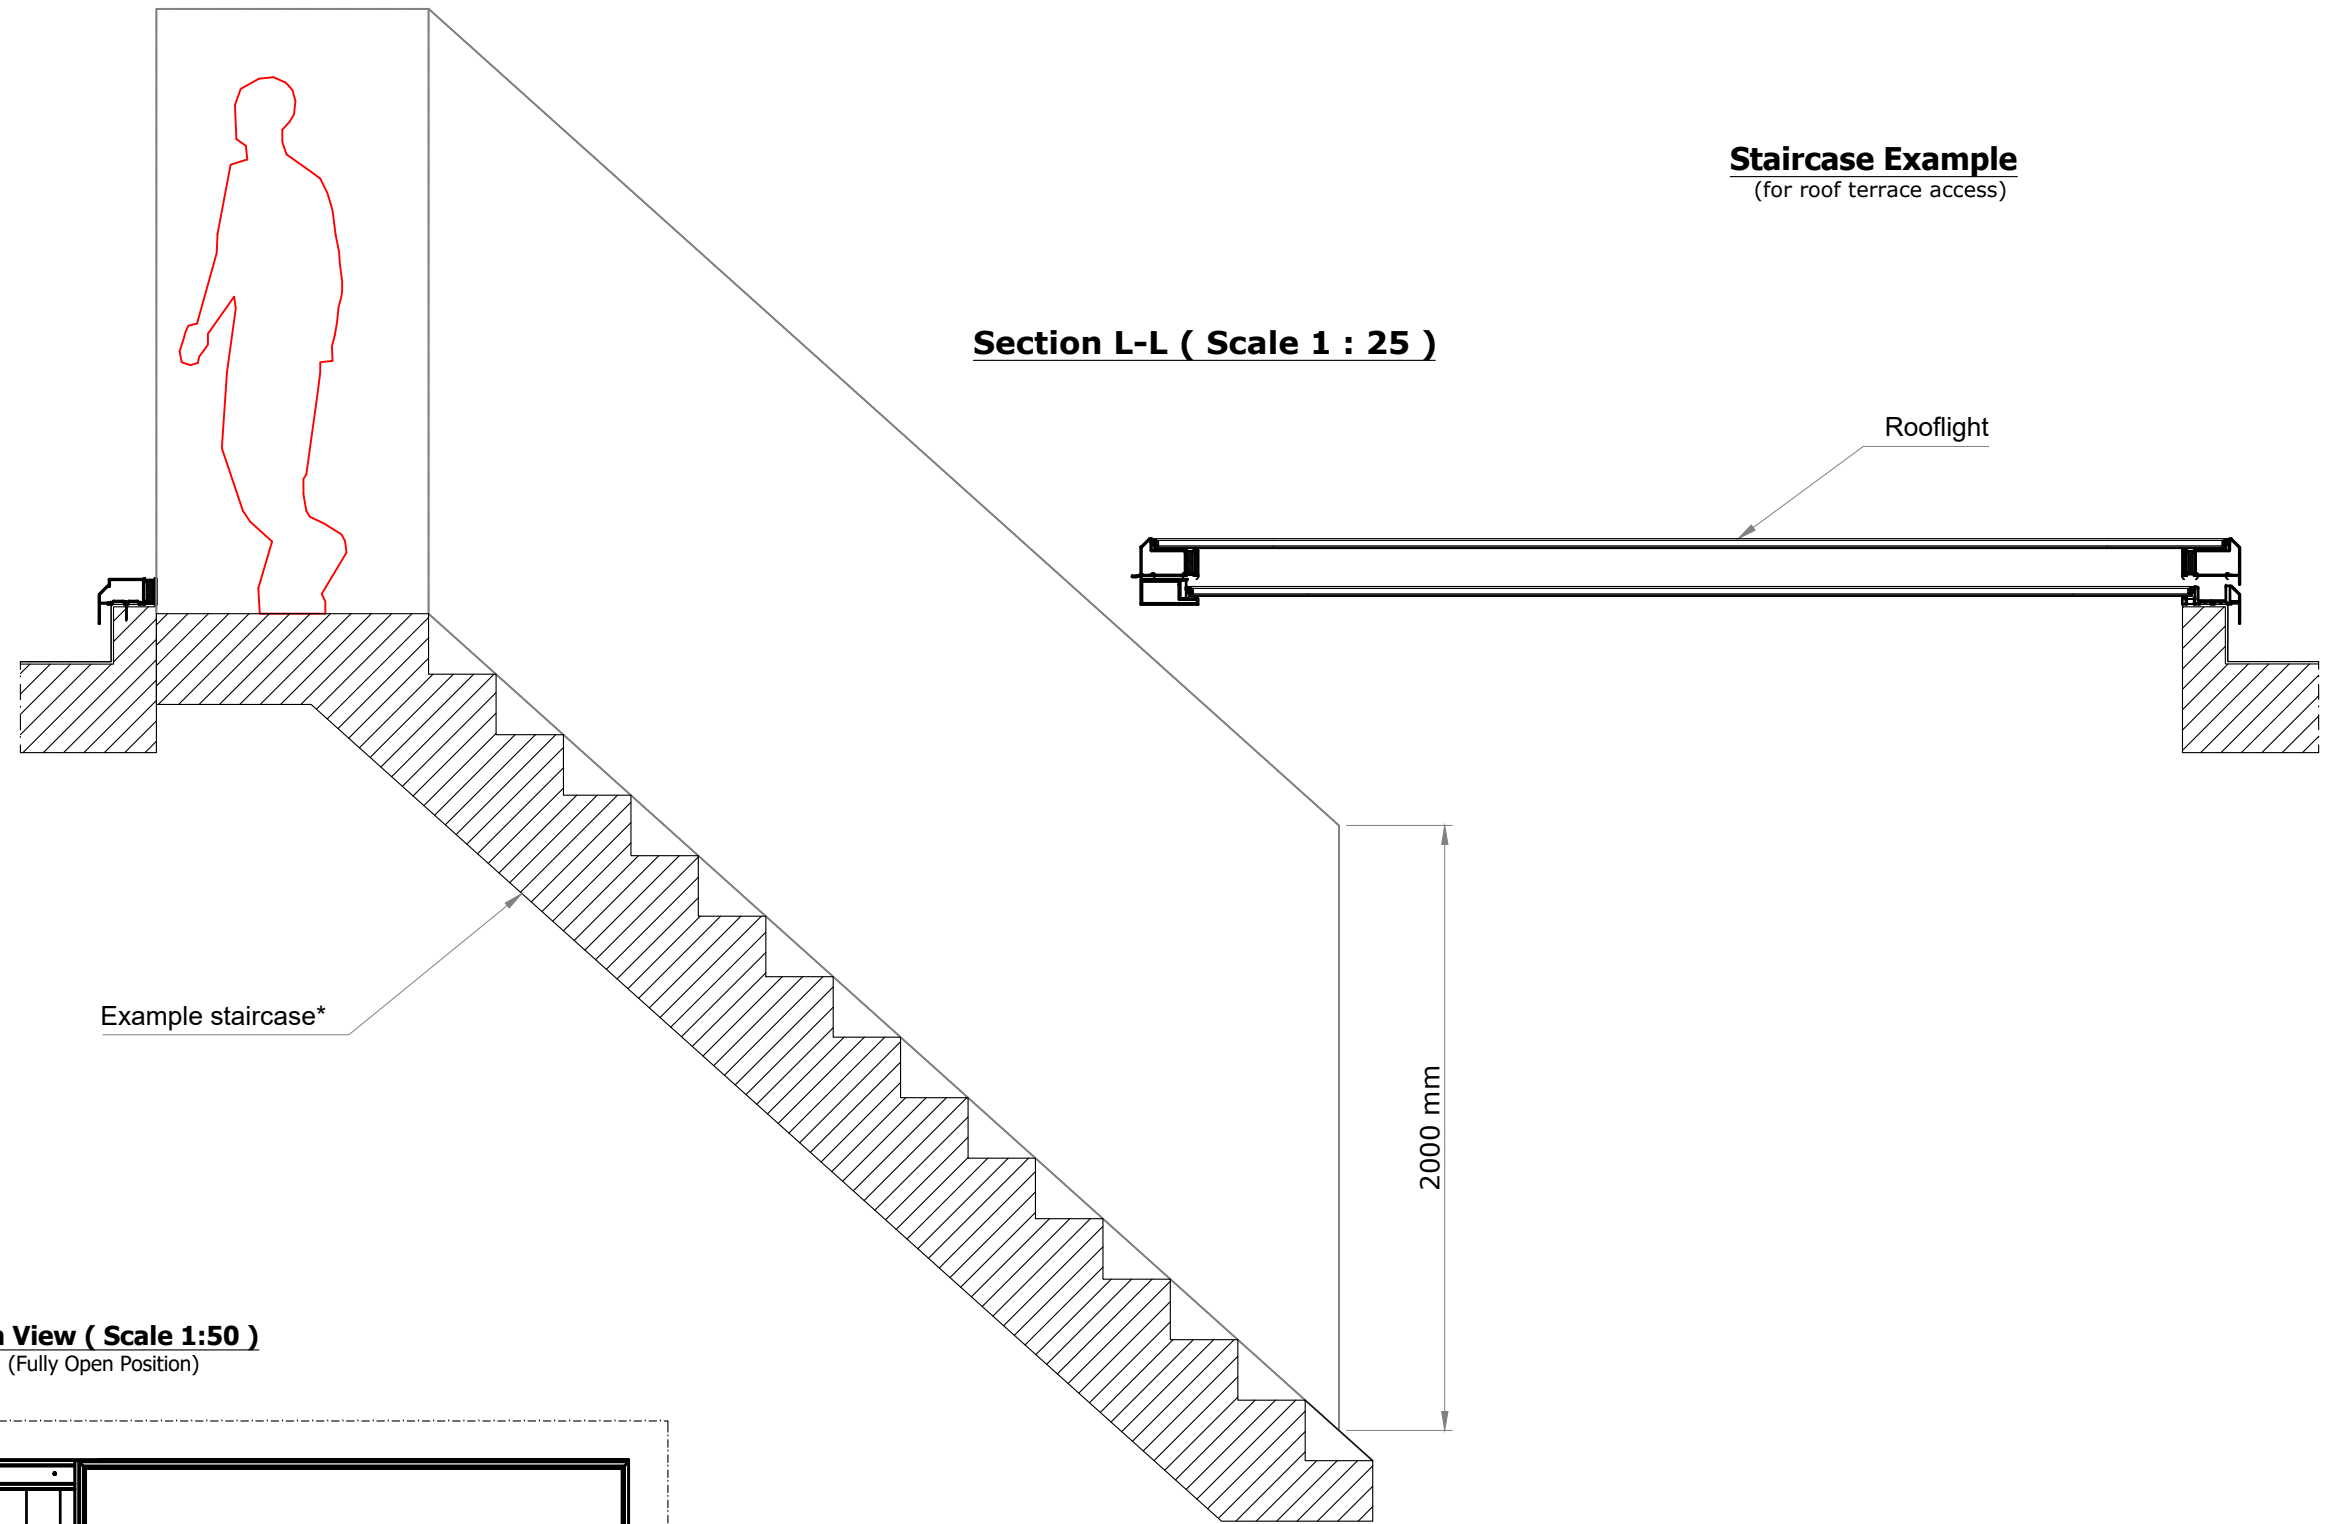 Staircase Example
(for roof terrace access)
Section L-L ( Scale 1 : 25 )
Rooflight
Example staircase*
2000 mm
View ( Scale 1:50 )
(Fully Open Position)